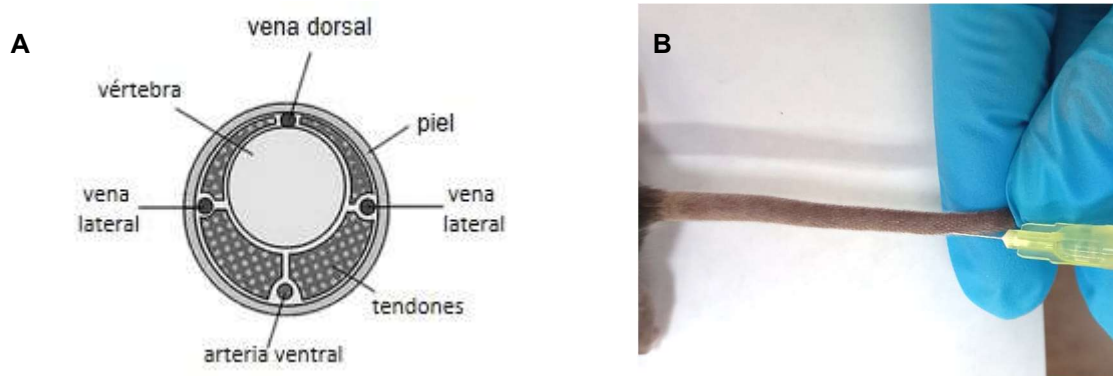 A
vena dorsal
vértebra
piel
vena
lateral
vena
lateral
tendones
arteria ventral
B